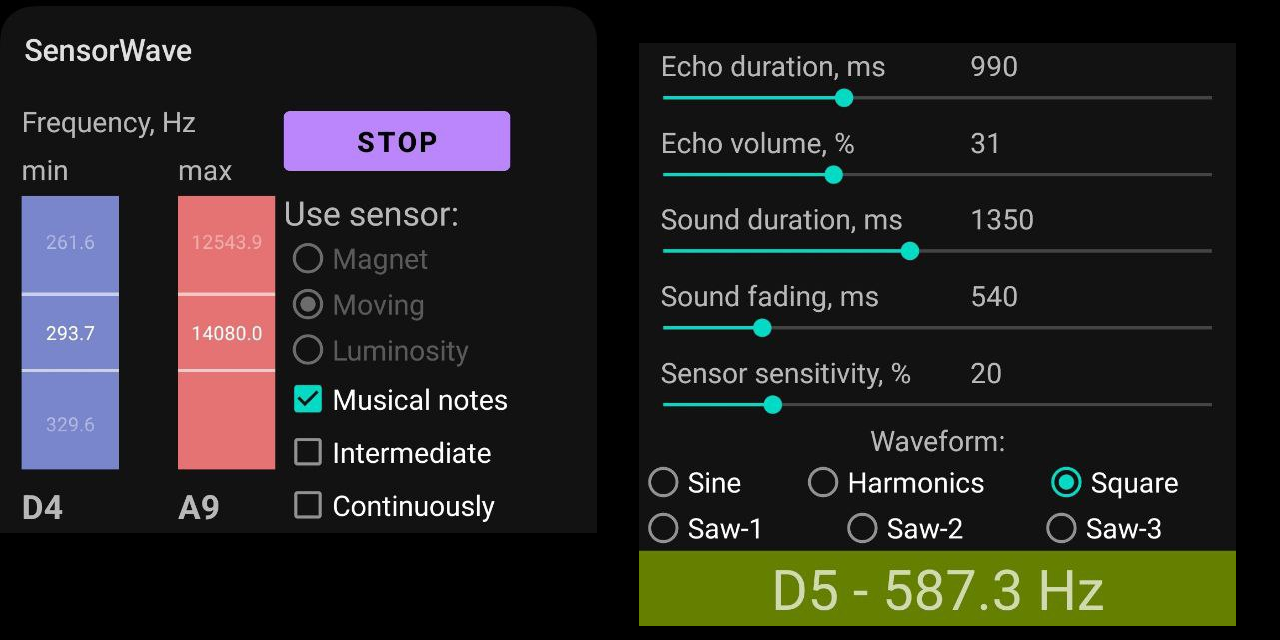 SensorWave
Frequency, Hz
STOP
min
max
261.6
12543.9
293.7
14080.0
329.6
D4
A9
Use sensor:
Magnet
Moving
Luminosity
Musical notes
Intermediate
Continuously
Echo duration, ms 990
Echo volume, % 31
Sound duration, ms 1350
Sound fading, ms 540
Sensor sensitivity, % 20
Waveform:
Sine Harmonics Square
Saw-1 Saw-2 Saw-3
D5 - 587.3 Hz